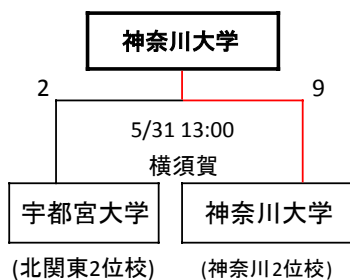 神奈川大学
2 9
5/31 13:00
横須賀
宇都宮大学 神奈川大学
(北関東2位校) (神奈川2位校)